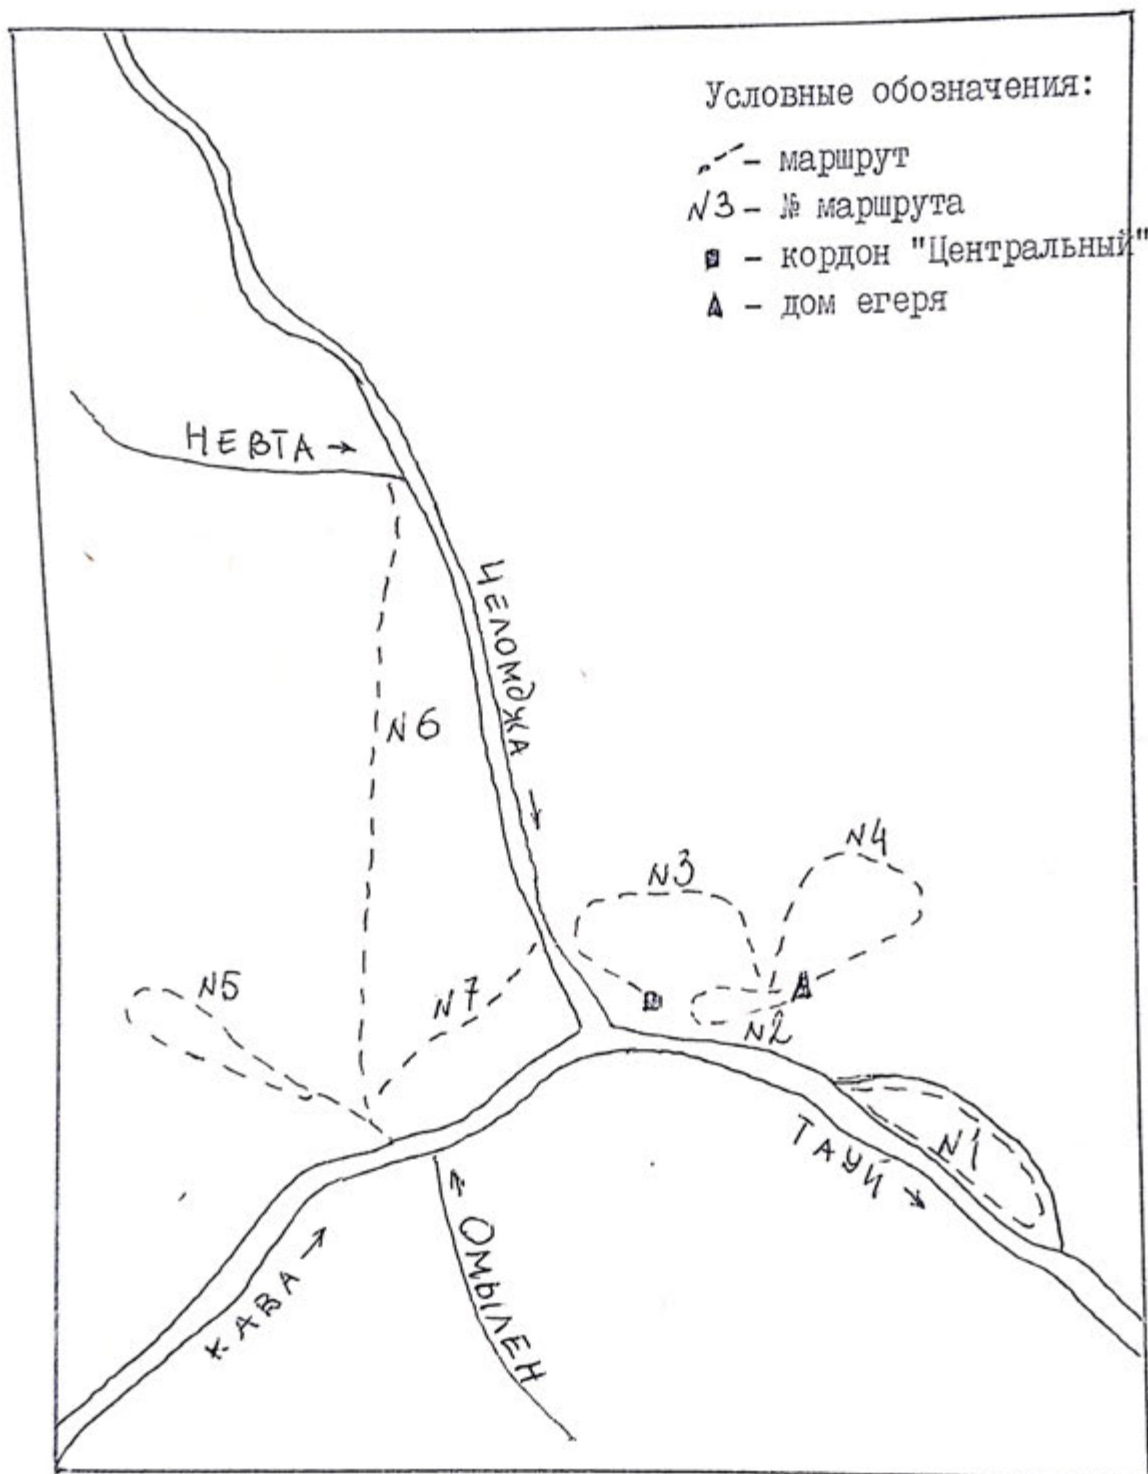 Условные обозначения:
- маршрут
N3 - № маршрута
- кордон "Центральный"
- дом егеря
НЕВТА →
ЧЕЛОМДЖА →
N6
N4
N3
N5
N7
N2
N1
ТАУЙ →
КАВА →
ОМЫЛЕН →